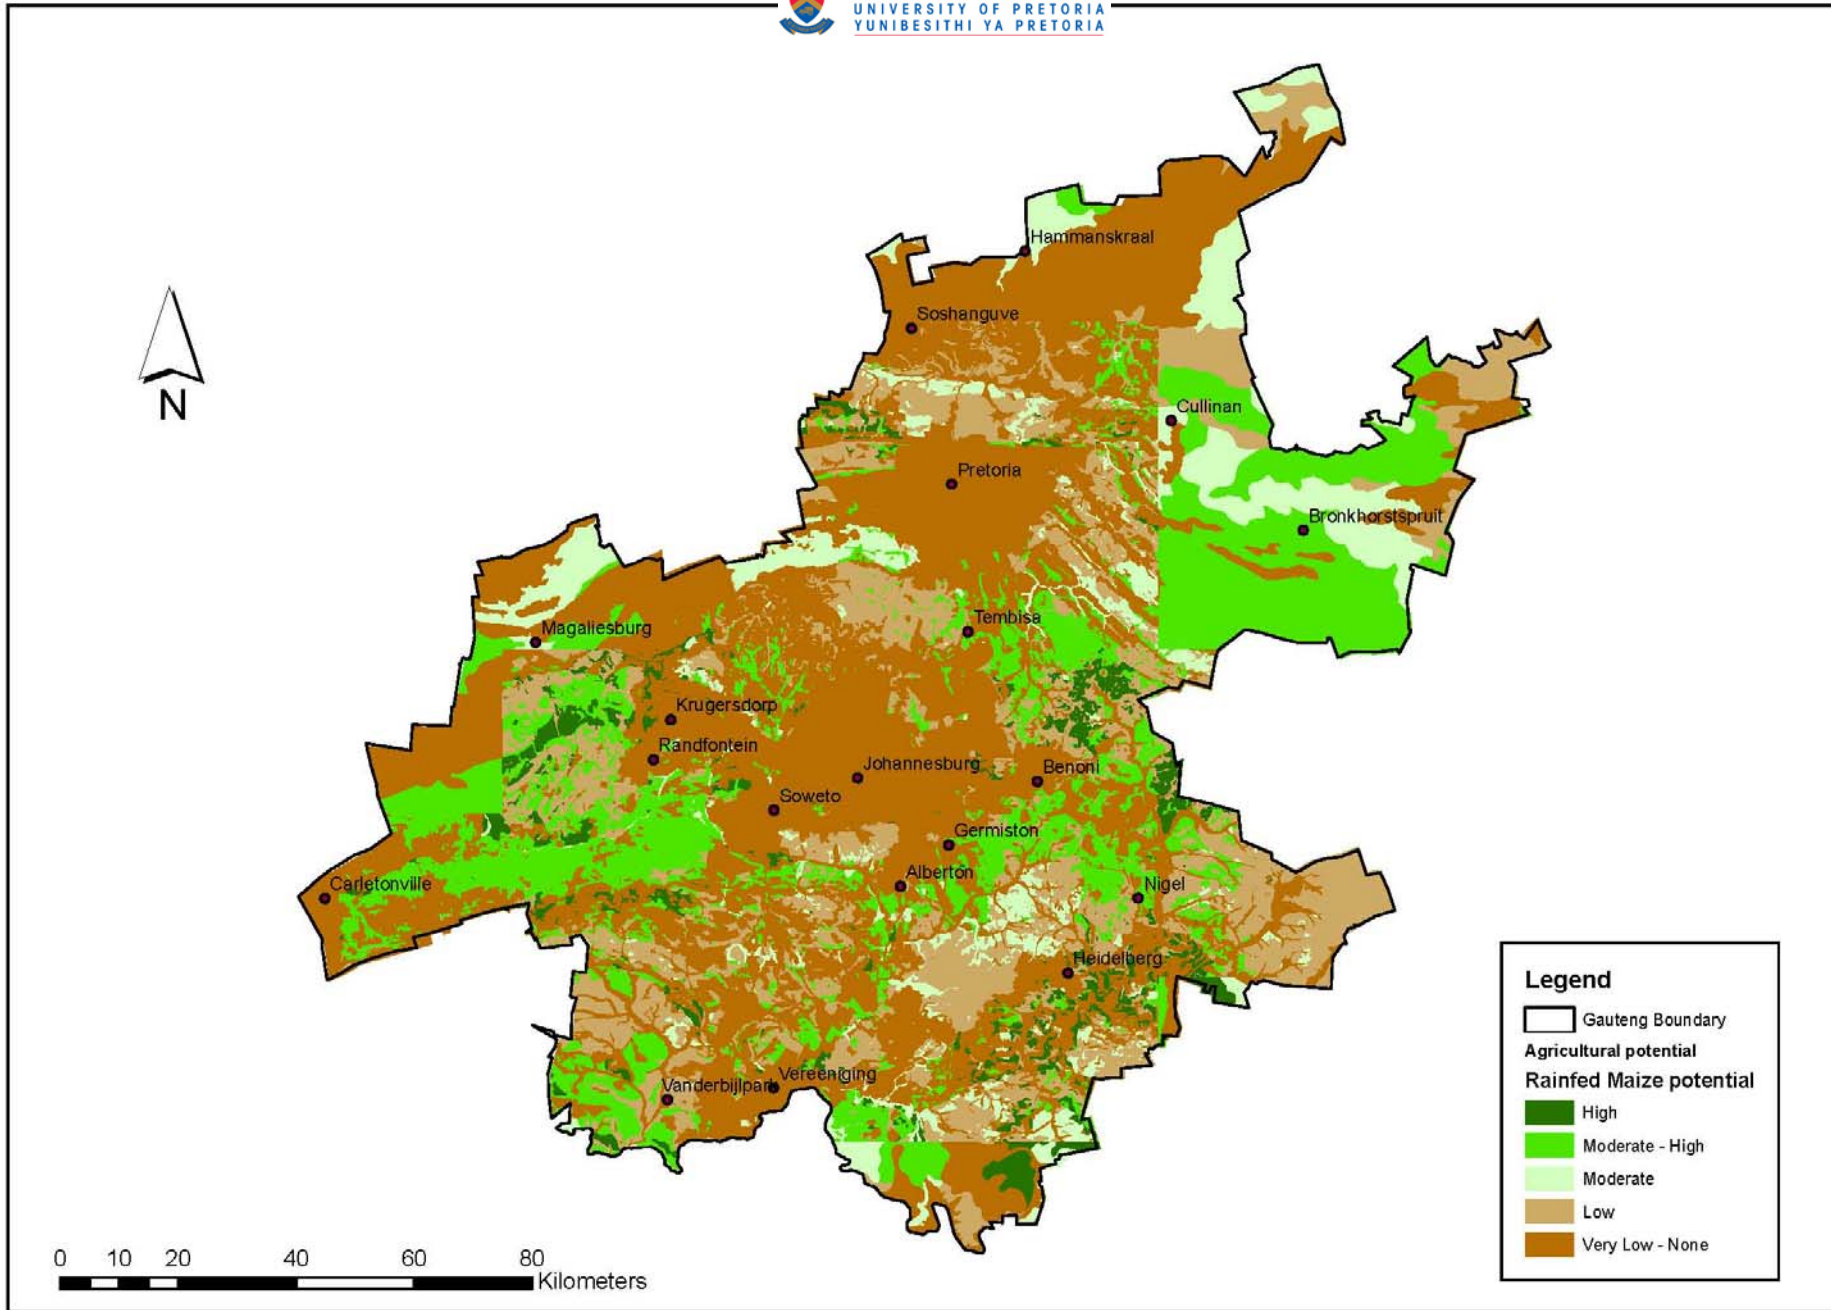 UNIVERSITY OF PRETORIA
YUNIBESITHI YA PRETORIA
Hammanskraal
Soshanguve
Cullinan
Pretoria
Bronkhorstspruit
Tembisa
Magaliesburg
Krugersdorp
Randfontein
Johannesburg
Benoni
Soweto
Germiston
Alberton
Carletonville
Nigel
Heidelberg
Vereeniging
Vanderbijlpark
N
0 10 20 40 60 80
Kilometers
Legend
Gauteng Boundary
Agricultural potential
Rainfed Maize potential
High
Moderate - High
Moderate
Low
Very Low - None